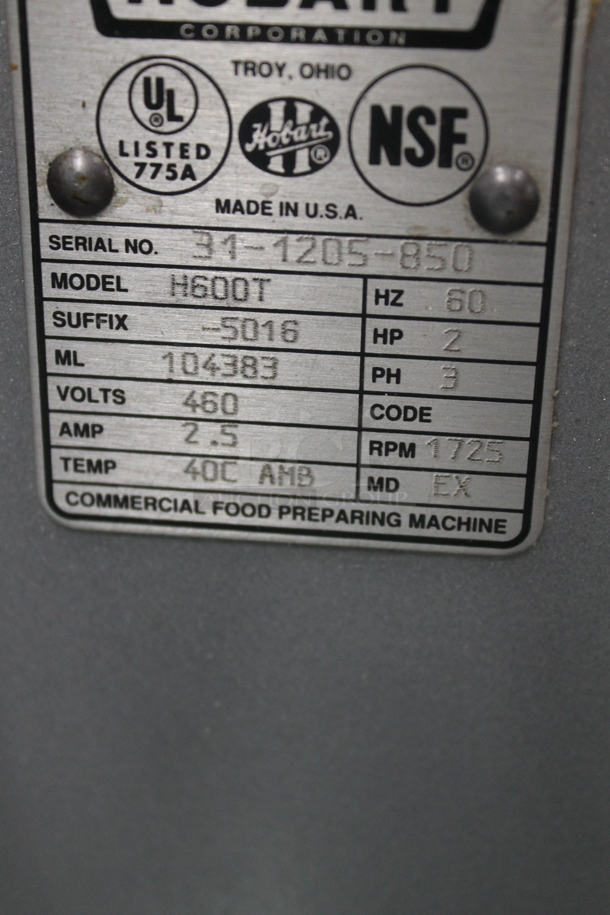 HOBART
CORPORATION
TROY, OHIO
UL
®
LISTED
775A
Hobart
H
®
NSF®
MADE IN U.S.A.
SERIAL NO. 31-1205-850
MODEL H600T HZ 60
SUFFIX -5016 HP 2
ML 104383 PH 3
VOLTS 460 CODE
AMP 2.5 RPM 1725
TEMP 40C AMB MD EX
COMMERCIAL FOOD PREPARING MACHINE